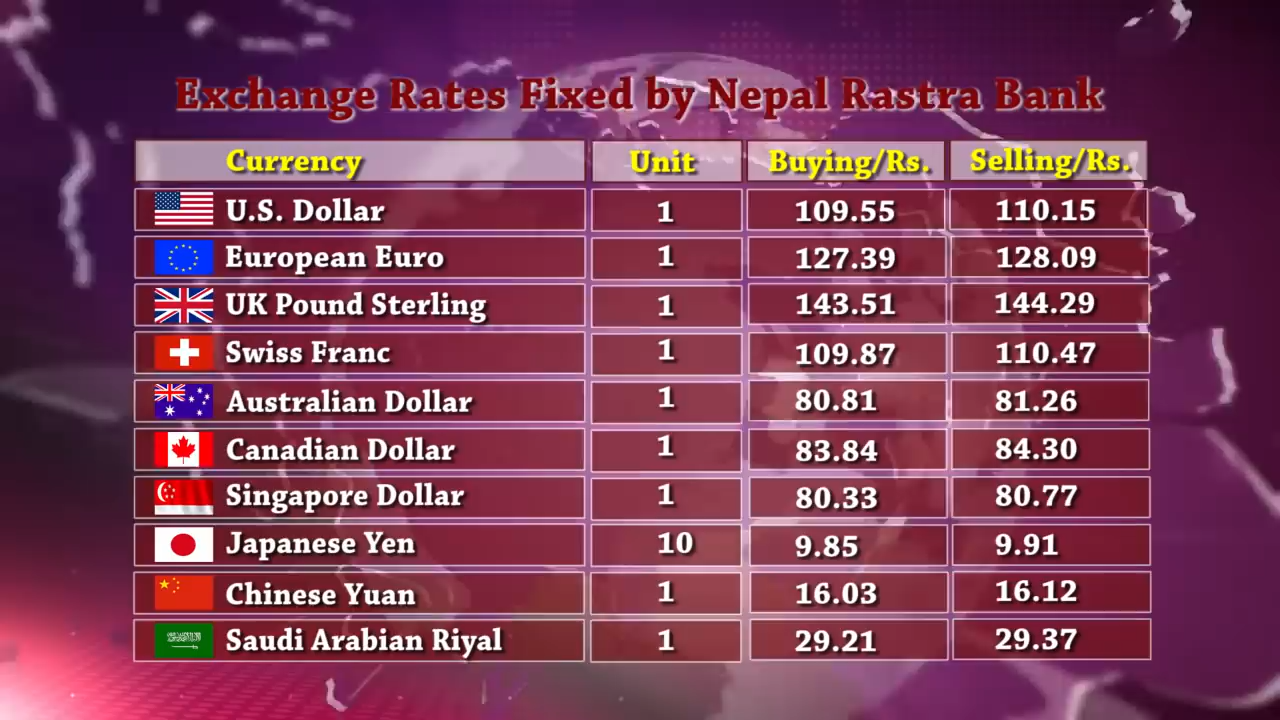 Exchange Rates Fixed by Nepal Rastra Bank
Currency Unit Buying/Rs. Selling/Rs.
U.S. Dollar 1 109.55 110.15
European Euro 1 127.39 128.09
UK Pound Sterling 1 143.51 144.29
Swiss Franc 1 109.87 110.47
Australian Dollar 1 80.81 81.26
Canadian Dollar 1 83.84 84.30
Singapore Dollar 1 80.33 80.77
Japanese Yen 10 9.85 9.91
Chinese Yuan 1 16.03 16.12
Saudi Arabian Riyal 1 29.21 29.37